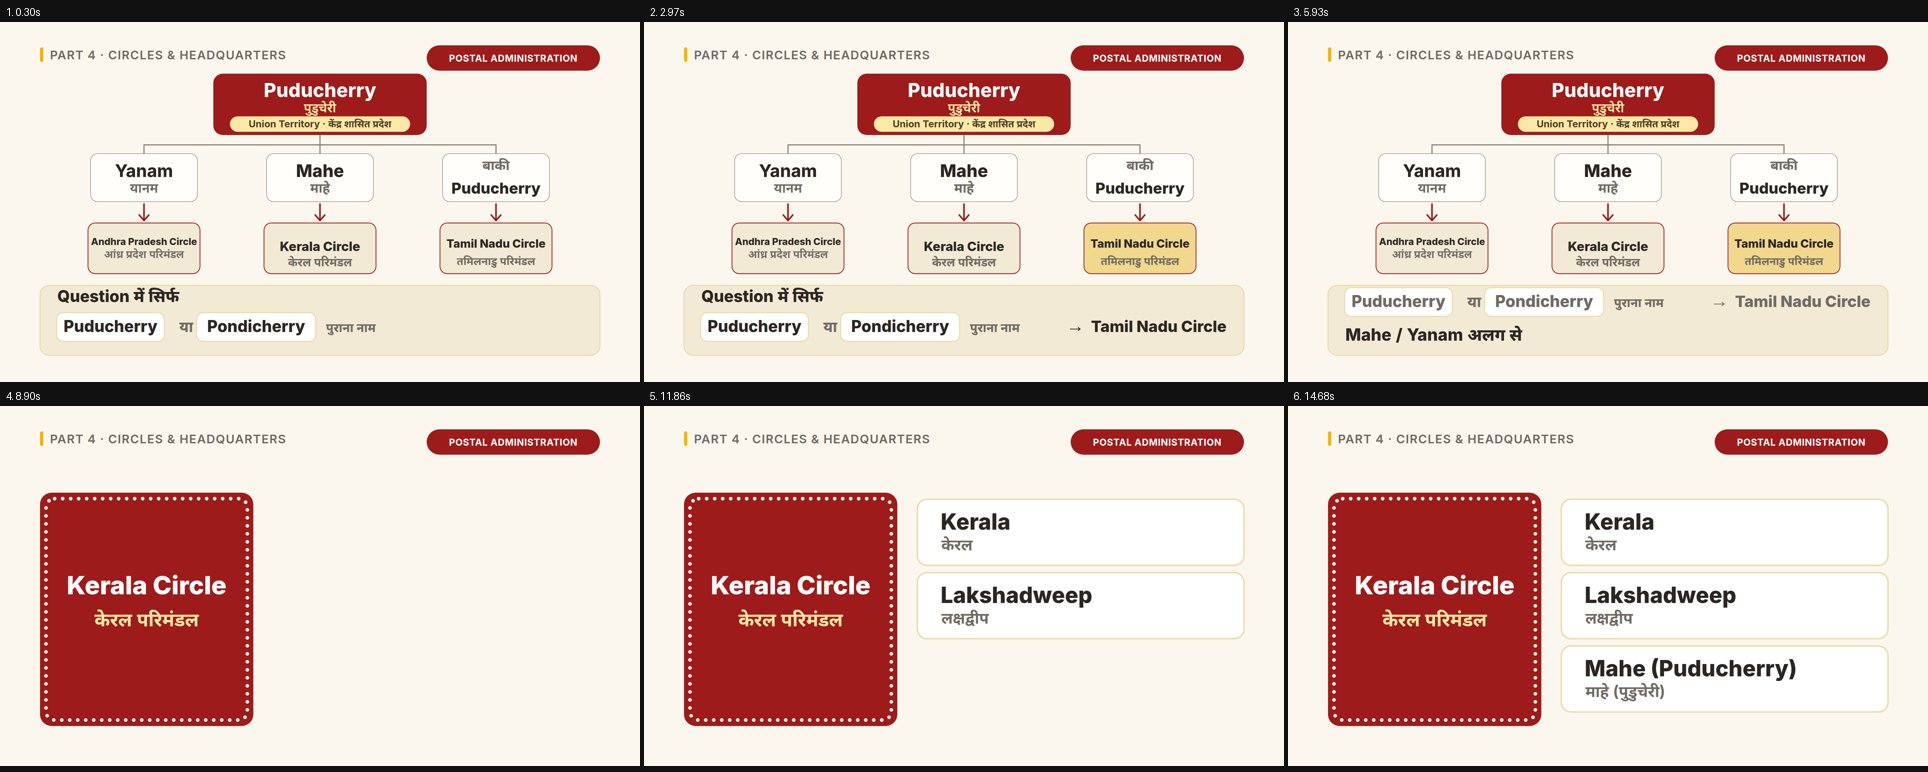 1. 0.30s
PART 4 · CIRCLES & HEADQUARTERS
POSTAL ADMINISTRATION
Puducherry
पुडुचेरी
Union Territory · केंद्र शासित प्रदेश
Yanam
यानम
Mahe
माहे
बाकी
Puducherry
Andhra Pradesh Circle
आंध्र प्रदेश परिमंडल
Kerala Circle
केरल परिमंडल
Tamil Nadu Circle
तमिलनाडु परिमंडल
Question में सिर्फ
Puducherry या Pondicherry पुराना नाम
2. 2.97s
PART 4 · CIRCLES & HEADQUARTERS
POSTAL ADMINISTRATION
Puducherry
पुडुचेरी
Union Territory · केंद्र शासित प्रदेश
Yanam
यानम
Mahe
माहे
बाकी
Puducherry
Andhra Pradesh Circle
आंध्र प्रदेश परिमंडल
Kerala Circle
केरल परिमंडल
Tamil Nadu Circle
तमिलनाडु परिमंडल
Question में सिर्फ
Puducherry या Pondicherry पुराना नाम → Tamil Nadu Circle
3. 5.93s
PART 4 · CIRCLES & HEADQUARTERS
POSTAL ADMINISTRATION
Puducherry
पुडुचेरी
Union Territory · केंद्र शासित प्रदेश
Yanam
यानम
Mahe
माहे
बाकी
Puducherry
Andhra Pradesh Circle
आंध्र प्रदेश परिमंडल
Kerala Circle
केरल परिमंडल
Tamil Nadu Circle
तमिलनाडु परिमंडल
Puducherry या Pondicherry पुराना नाम → Tamil Nadu Circle
Mahe / Yanam अलग से
4. 8.90s
PART 4 · CIRCLES & HEADQUARTERS
POSTAL ADMINISTRATION
Kerala Circle
केरल परिमंडल
5. 11.86s
PART 4 · CIRCLES & HEADQUARTERS
POSTAL ADMINISTRATION
Kerala Circle
केरल परिमंडल
Kerala
केरल
Lakshadweep
लक्षद्वीप
6. 14.68s
PART 4 · CIRCLES & HEADQUARTERS
POSTAL ADMINISTRATION
Kerala Circle
केरल परिमंडल
Kerala
केरल
Lakshadweep
लक्षद्वीप
Mahe (Puducherry)
माहे (पुडुचेरी)